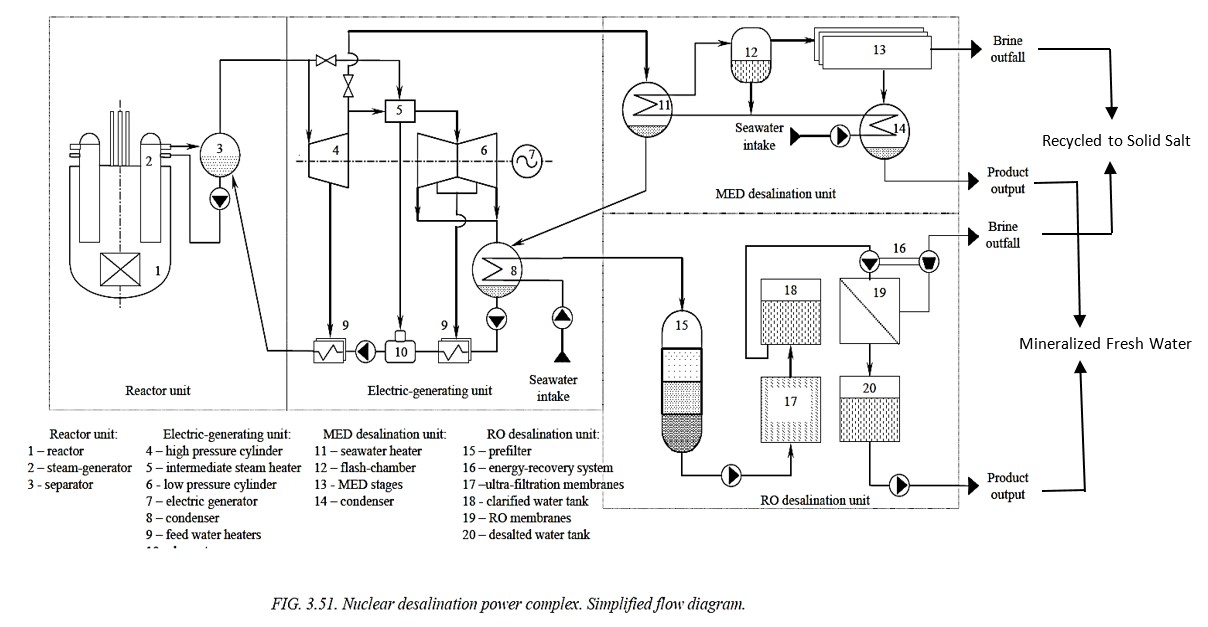 12
13
Brine
outfall
11
Seawater
intake
14
Recycled to Solid Salt
5
3
2
4
6
7
Product
output
MED desalination unit
Brine
outfall
16
1
8
18
19
15
9
9
10
Mineralized Fresh Water
Reactor unit
Electric-generating unit
Seawater
intake
17
20
Product
output
RO desalination unit
Reactor unit:
1 – reactor
2 – steam-generator
3 - separator
Electric-generating unit:
4 – high pressure cylinder
5 – intermediate steam heater
6 - low pressure cylinder
7 – electric generator
8 – condenser
9 – feed water heaters
MED desalination unit:
11 – seawater heater
12 – flash-chamber
13 - MED stages
14 – condenser
RO desalination unit:
15 – prefilter
16 – energy-recovery system
17 –ultra-filtration membranes
18 - clarified water tank
19 – RO membranes
20 – desalted water tank
FIG. 3.51. Nuclear desalination power complex. Simplified flow diagram.